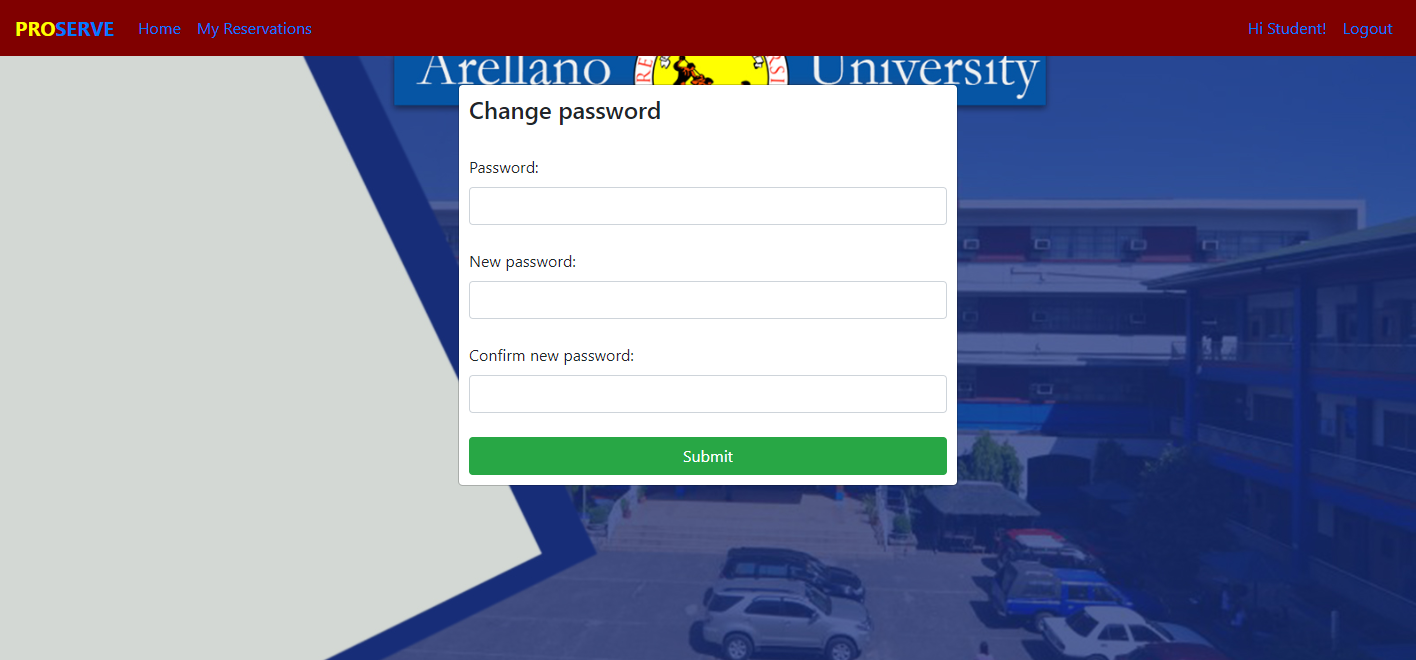 PROSERVE Home My Reservations Hi Student! Logout
Arellano University
Change password
Password:
New password:
Confirm new password:
Submit